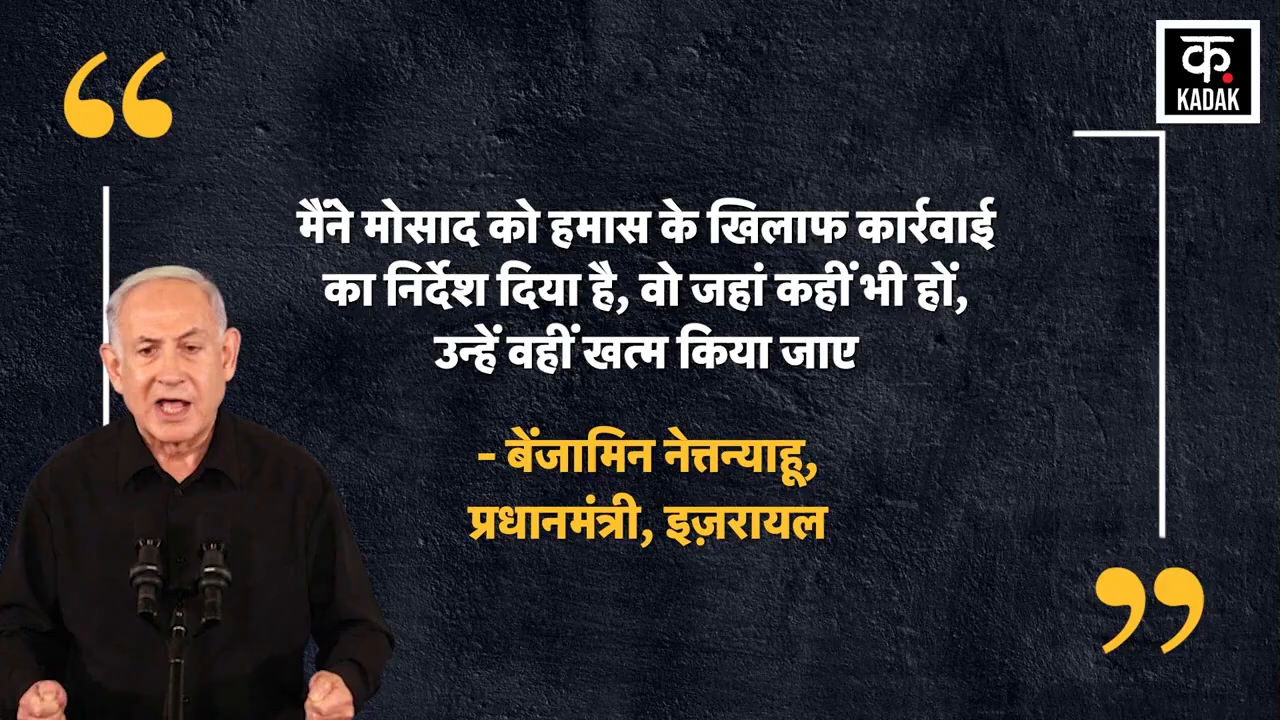 क.
KADAK
मैंने मोसाद को हमास के खिलाफ कार्रवाई
का निर्देश दिया है, वो जहां कहीं भी हों,
उन्हें वहीं खत्म किया जाए
- बेंजामिन नेत्तन्याहू,
प्रधानमंत्री, इज़रायल